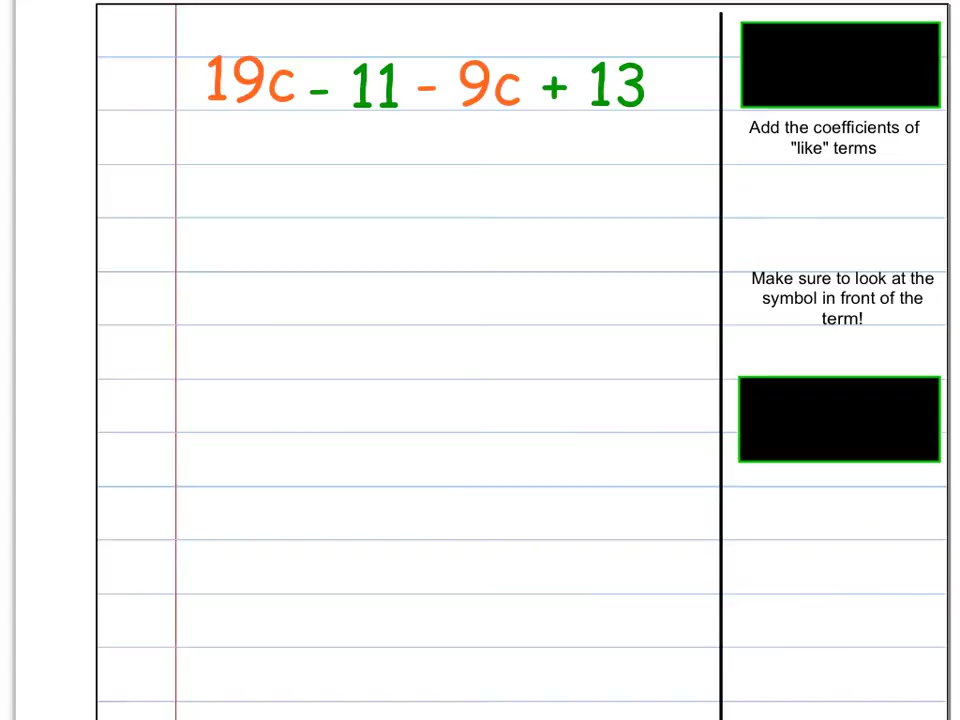 19c - 11 - 9c + 13
Add the coefficients of
"like" terms
Make sure to look at the
symbol in front of the
term!